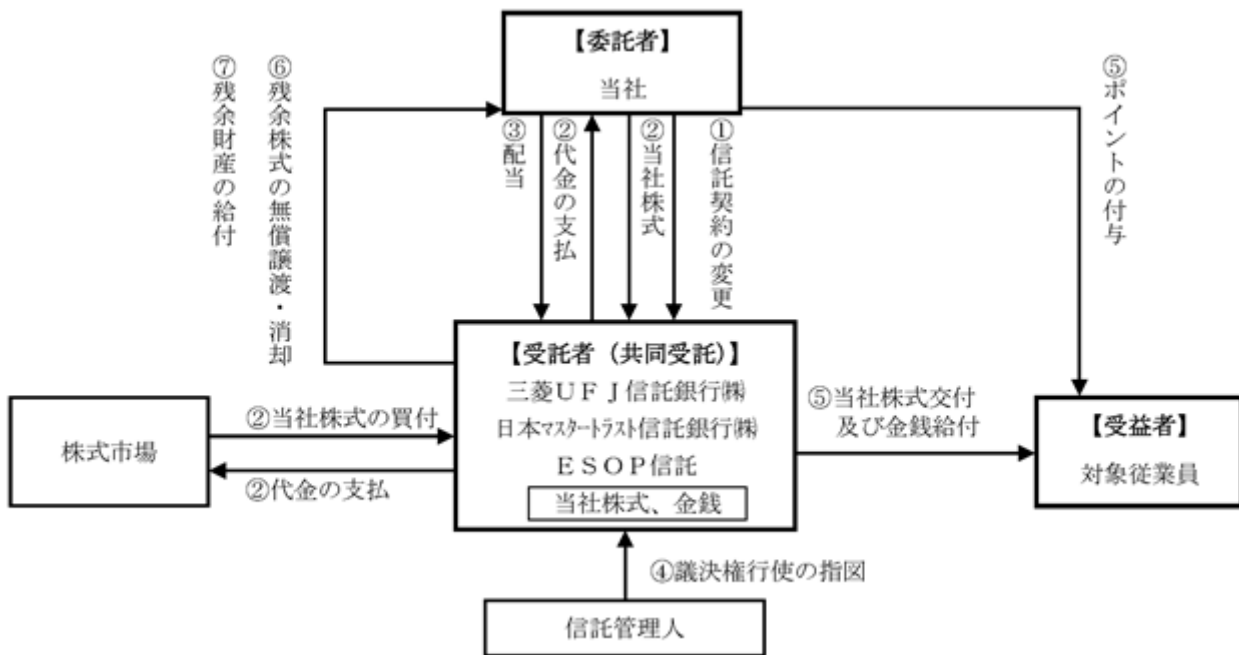 【委託者】
当社
⑦残余財産の給付
⑥残余株式の無償譲渡・消却
③配当
②代金の支払
②当社株式
①信託契約の変更
⑤ポイントの付与
【受託者（共同受託）】
三菱ＵＦＪ信託銀行㈱
日本マスタートラスト信託銀行㈱
ＥＳＯＰ信託
当社株式、金銭
株式市場
②当社株式の買付
②代金の支払
⑤当社株式交付
及び金銭給付
【受益者】
対象従業員
④議決権行使の指図
信託管理人